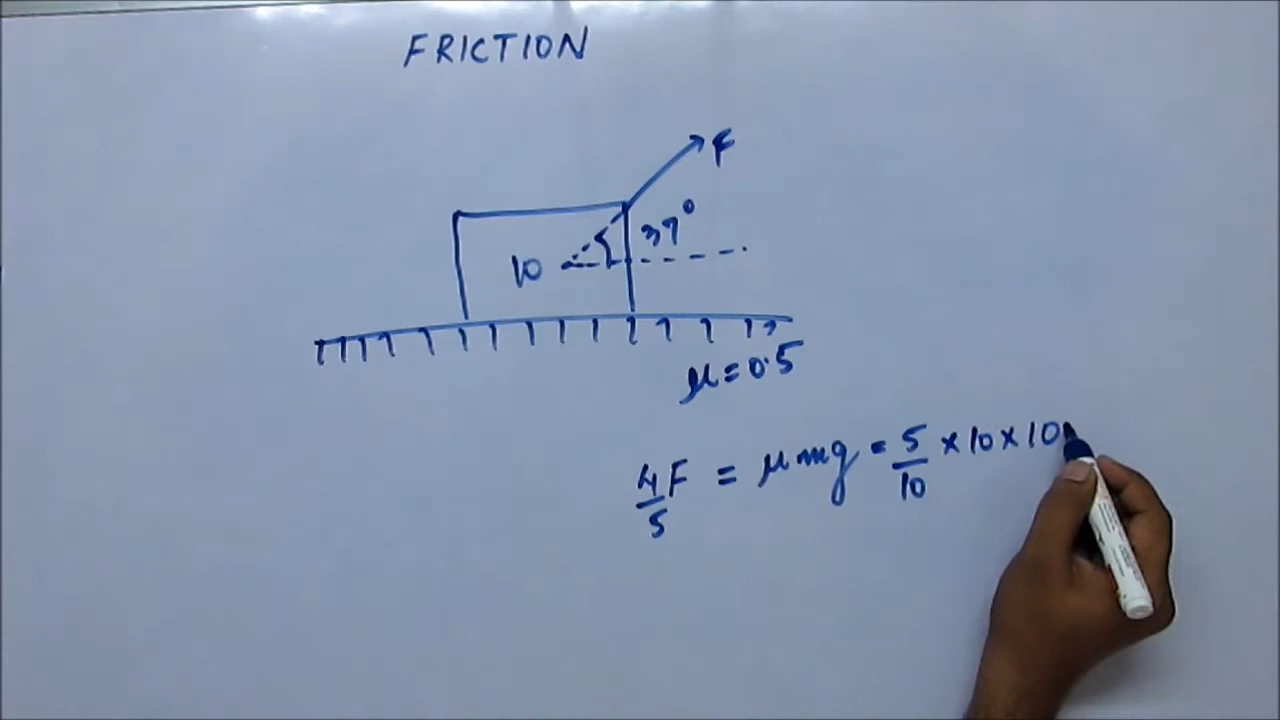 FRICTION
F
37°
10
μ = 0.5
4/5 F = μmg = 5/10 × 10 × 10